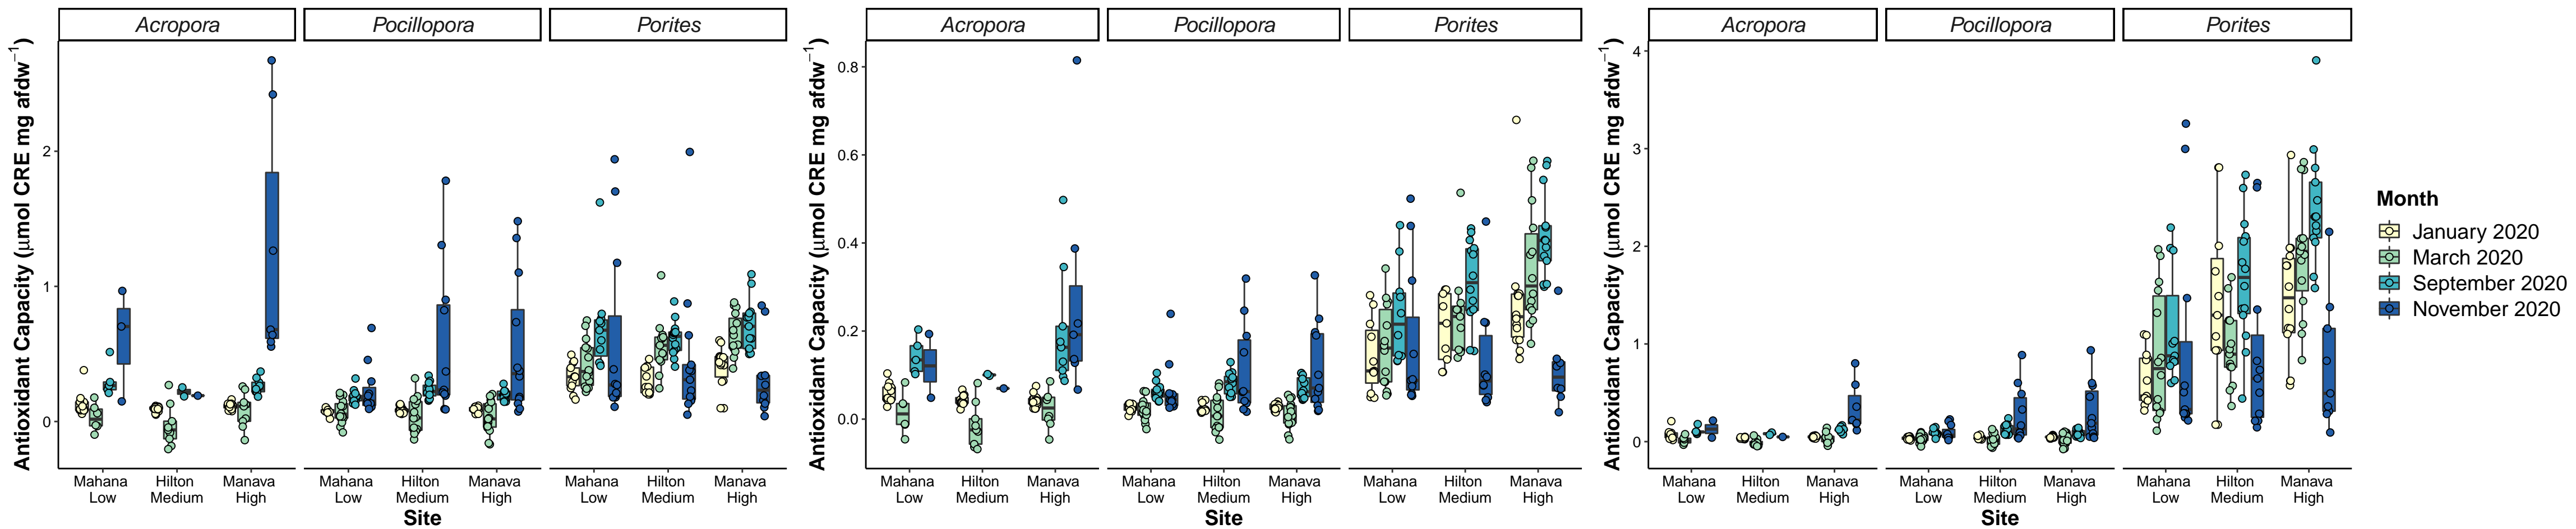 Acropora Pocillopora Porites
Antioxidant Capacity (μmol CRE mg afdw⁻¹)
2
1
0
Mahana Low Hilton Medium Manava High
Mahana Low Hilton Medium Manava High
Mahana Low Hilton Medium Manava High
Site
Acropora Pocillopora Porites
Antioxidant Capacity (μmol CRE mg afdw⁻¹)
0.8
0.6
0.4
0.2
0.0
Mahana Low Hilton Medium Manava High
Mahana Low Hilton Medium Manava High
Mahana Low Hilton Medium Manava High
Site
Acropora Pocillopora Porites
Antioxidant Capacity (μmol CRE mg afdw⁻¹)
4
3
2
1
0
Mahana Low Hilton Medium Manava High
Mahana Low Hilton Medium Manava High
Mahana Low Hilton Medium Manava High
Site
Month
January 2020
March 2020
September 2020
November 2020